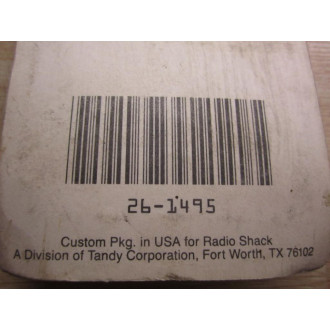 26-1495
Custom Pkg. in USA for Radio Shack
A Division of Tandy Corporation, Fort Worth, TX 76102